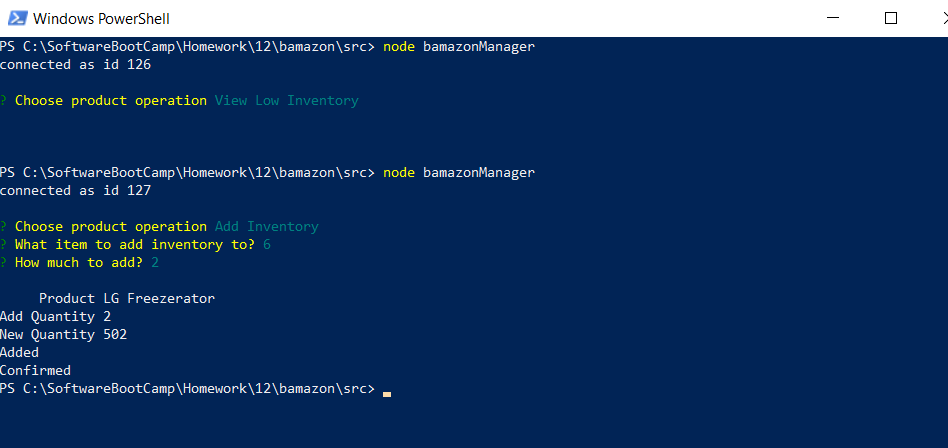 Windows PowerShell
PS C:\SoftwareBootCamp\Homework\12\bamazon\src> node bamazonManager
connected as id 126
? Choose product operation View Low Inventory
PS C:\SoftwareBootCamp\Homework\12\bamazon\src> node bamazonManager
connected as id 127
? Choose product operation Add Inventory
? What item to add inventory to? 6
? How much to add? 2
Product LG Freezerator
Add Quantity 2
New Quantity 502
Added
Confirmed
PS C:\SoftwareBootCamp\Homework\12\bamazon\src>